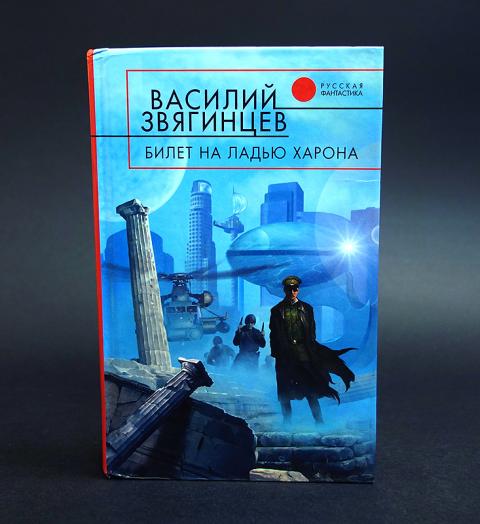 РУССКАЯ
ФАНТАСТИКА
ВАСИЛИЙ
ЗВЯГИНЦЕВ
БИЛЕТ НА ЛАДЬЮ ХАРОНА